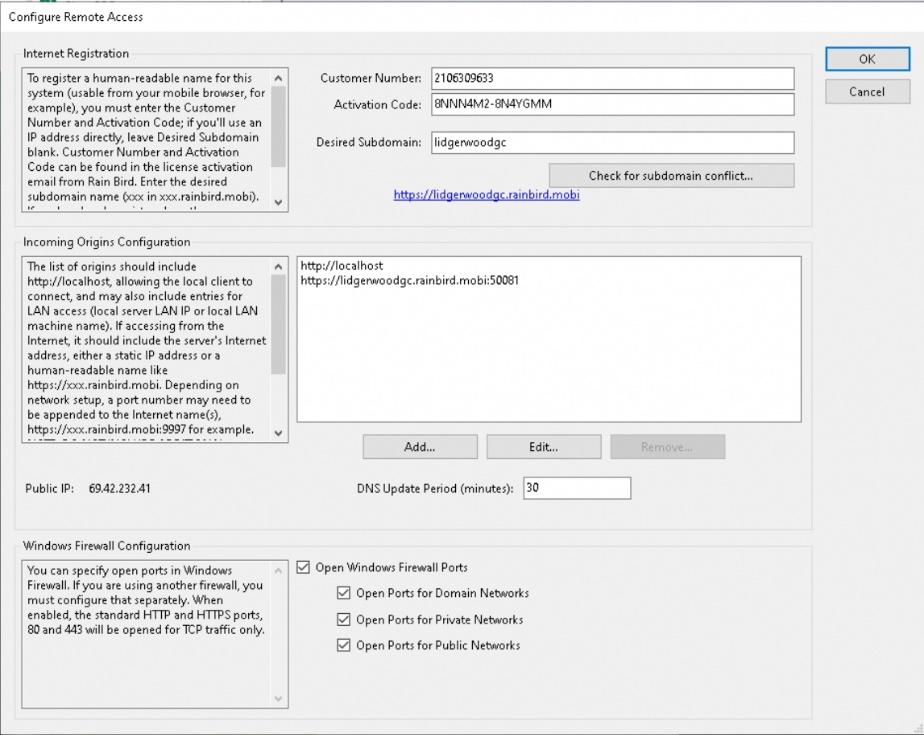 Configure Remote Access
Internet Registration
To register a human-readable name for this
system (usable from your mobile browser, for
example), you must enter the Customer
Number and Activation Code; if you'll use an
IP address directly, leave Desired Subdomain
blank. Customer Number and Activation
Code can be found in the license activation
email from Rain Bird. Enter the desired
subdomain name (xxx in xxx.rainbird.mobi).
Customer Number: 2106309633
Activation Code: 8NNN4M2-8N4YGMM
Desired Subdomain: lidgerwoodgc
Check for subdomain conflict...
https://lidgerwoodgc.rainbird.mobi
OK
Cancel
Incoming Origins Configuration
The list of origins should include
http://localhost, allowing the local client to
connect, and may also include entries for
LAN access (local server LAN IP or local LAN
machine name). If accessing from the
Internet, it should include the server's Internet
address, either a static IP address or a
human-readable name like
https://xxx.rainbird.mobi. Depending on
network setup, a port number may need to
be appended to the Internet name(s),
https://xxx.rainbird.mobi:9997 for example.
http://localhost
https://lidgerwoodgc.rainbird.mobi:50081
Add...
Edit...
Remove...
Public IP: 69.42.232.41
DNS Update Period (minutes): 30
Windows Firewall Configuration
You can specify open ports in Windows
Firewall. If you are using another firewall, you
must configure that separately. When
enabled, the standard HTTP and HTTPS ports,
80 and 443 will be opened for TCP traffic only.
Open Windows Firewall Ports
Open Ports for Domain Networks
Open Ports for Private Networks
Open Ports for Public Networks